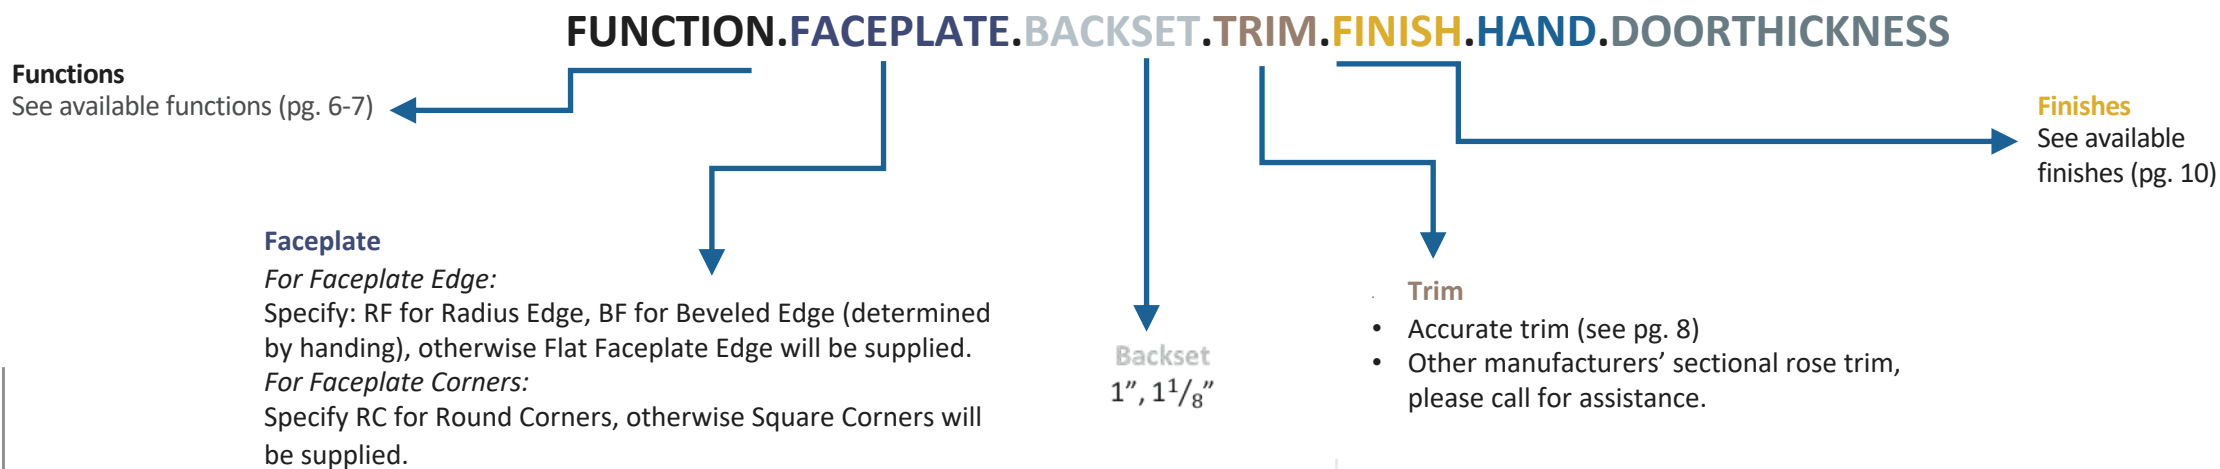 FUNCTION.FACEPLATE.BACKSET.TRIM.FINISH.HAND.DOORTHICKNESS
Functions
See available functions (pg. 6-7)
Finishes
See available
finishes (pg. 10)
Faceplate
For Faceplate Edge:
Specify: RF for Radius Edge, BF for Beveled Edge (determined
by handing), otherwise Flat Faceplate Edge will be supplied.
For Faceplate Corners:
Specify RC for Round Corners, otherwise Square Corners will
be supplied.
Backset
1″, 1 1/8″
Trim
• Accurate trim (see pg. 8)
• Other manufacturers’ sectional rose trim,
please call for assistance.